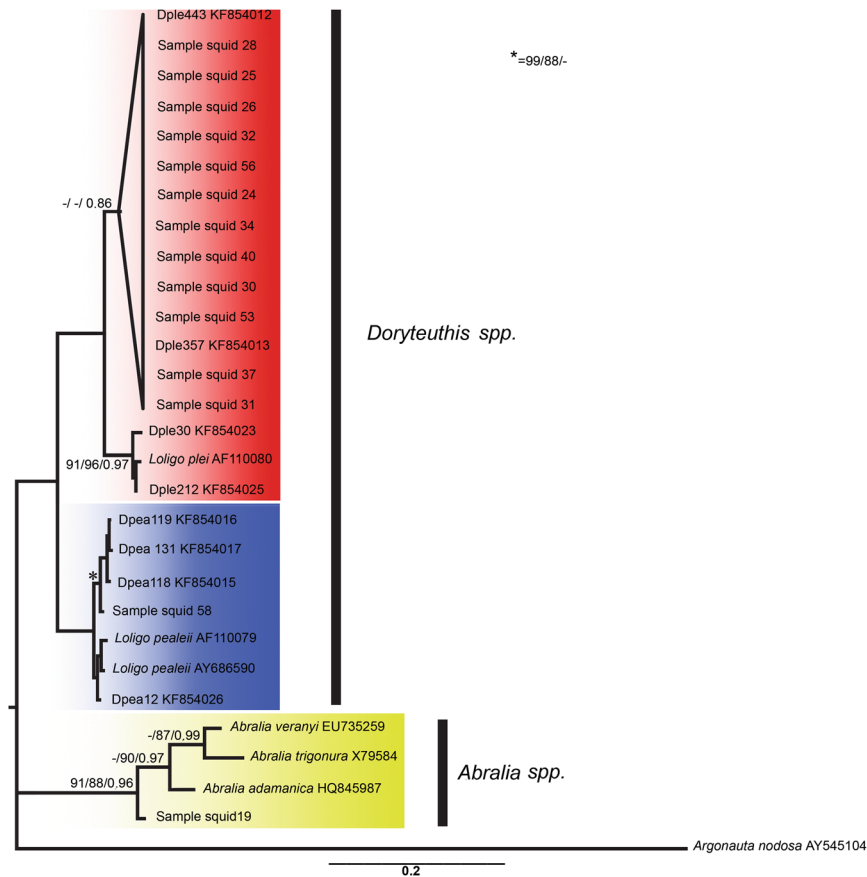 Dple443 KF854012
Sample squid 28
*=99/88/-
Sample squid 25
Sample squid 26
Sample squid 32
Sample squid 56
Sample squid 24
-/ -/ 0.86
Sample squid 34
Sample squid 40
Sample squid 30
Sample squid 53
Doryteuthis spp.
Dple357 KF854013
Sample squid 37
Sample squid 31
Dple30 KF854023
Loligo plei AF110080
91/96/0.97
Dple212 KF854025
Dpea119 KF854016
Dpea 131 KF854017
*
Dpea118 KF854015
Sample squid 58
Loligo pealeii AF110079
Loligo pealeii AY686590
Dpea12 KF854026
Abralia veranyi EU735259
-/87/0.99
Abralia trigonura X79584
-/90/0.97
Abralia spp.
91/88/0.96
Abralia adamanica HQ845987
Sample squid19
Argonauta nodosa AY545104
0.2